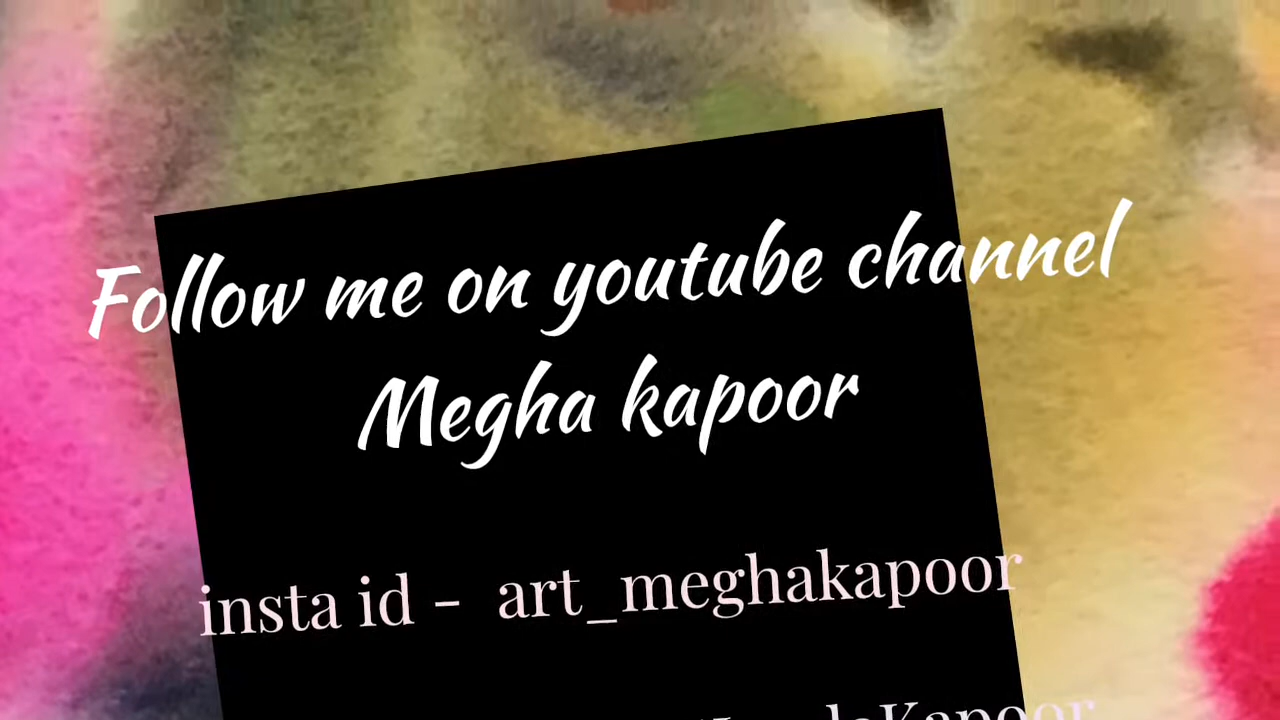 Follow me on youtube channel
Megha kapoor
insta id - art_meghakapoor